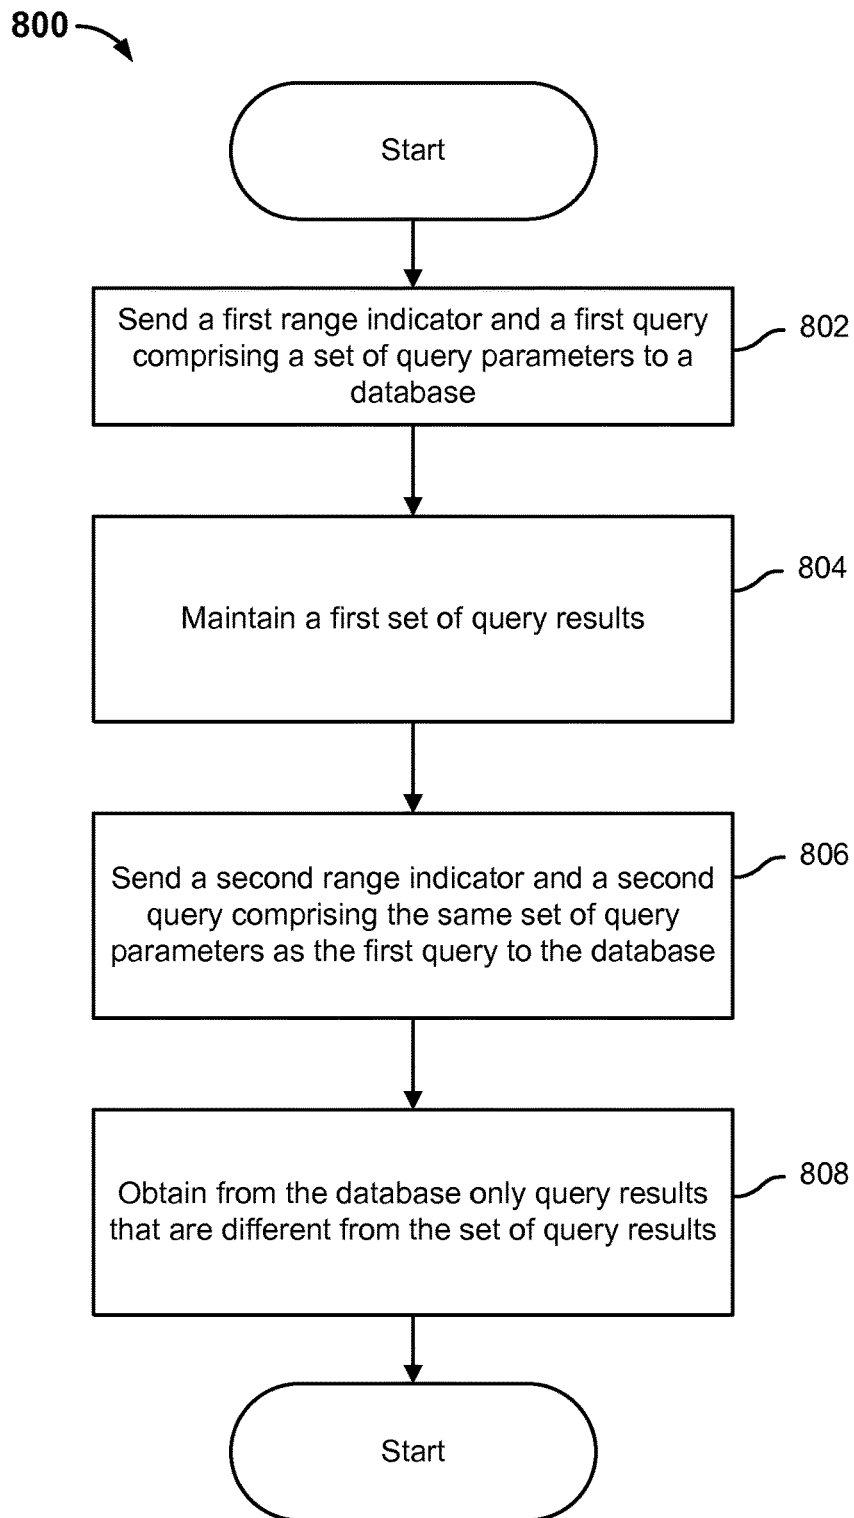 800
Start
Send a first range indicator and a first query
comprising a set of query parameters to a
database
802
Maintain a first set of query results
804
Send a second range indicator and a second
query comprising the same set of query
parameters as the first query to the database
806
Obtain from the database only query results
that are different from the set of query results
808
Start